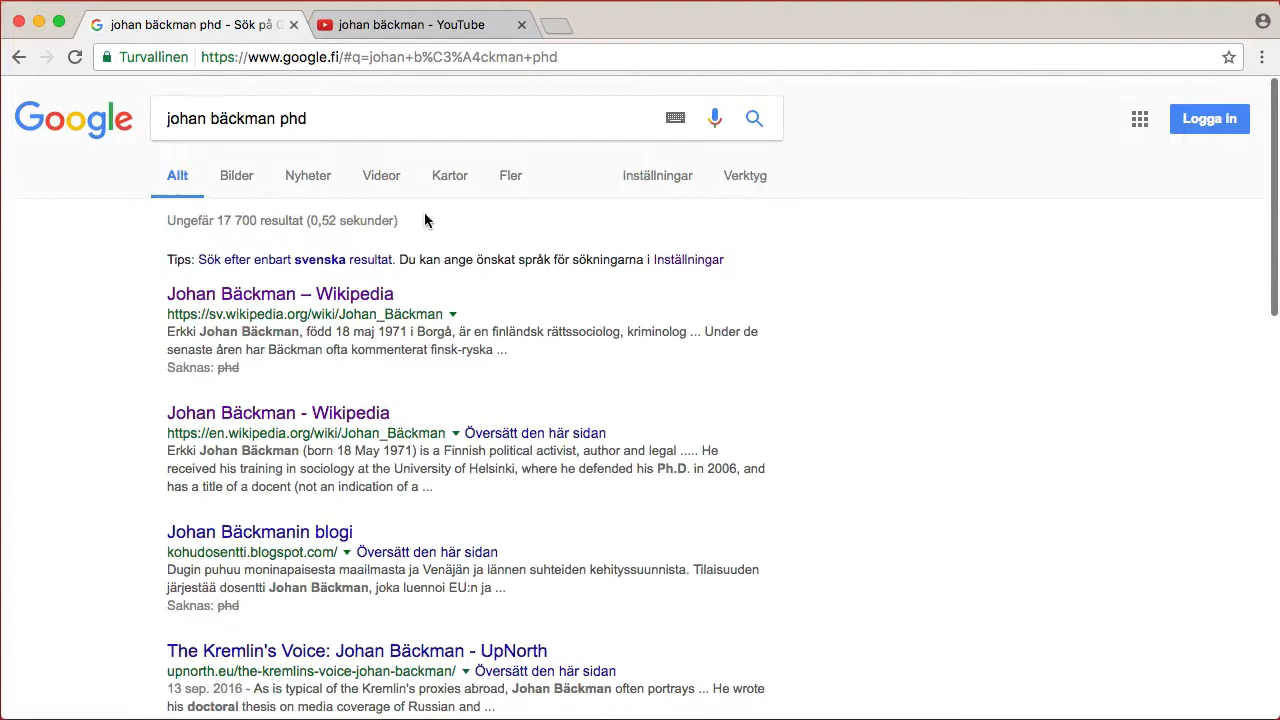 johan bäckman phd - Sök på G
johan bäckman - YouTube
Turvallinen https://www.google.fi/#q=johan+b%C3%A4ckman+phd
Google
johan bäckman phd
Logga in
Allt Bilder Nyheter Videor Kartor Fler Inställningar Verktyg
Ungefär 17 700 resultat (0,52 sekunder)
Tips: Sök efter enbart svenska resultat. Du kan ange önskat språk för sökningarna i Inställningar
Johan Bäckman – Wikipedia
https://sv.wikipedia.org/wiki/Johan_Bäckman
Erkki Johan Bäckman, född 18 maj 1971 i Borgå, är en finländsk rättssociolog, kriminolog ... Under de
senaste åren har Bäckman ofta kommenterat finsk-ryska ...
Saknas: phd
Johan Bäckman - Wikipedia
https://en.wikipedia.org/wiki/Johan_Bäckman Översätt den här sidan
Erkki Johan Bäckman (born 18 May 1971) is a Finnish political activist, author and legal ..... He
received his training in sociology at the University of Helsinki, where he defended his Ph.D. in 2006, and
has a title of a docent (not an indication of a ...
Johan Bäckmanin blogi
kohudosentti.blogspot.com/ Översätt den här sidan
Dugin puhuu moninapaisesta maailmasta ja Venäjän ja lännen suhteiden kehityssuunnista. Tilaisuuden
järjestää dosentti Johan Bäckman, joka luennoi EU:n ja ...
Saknas: phd
The Kremlin's Voice: Johan Bäckman - UpNorth
upnorth.eu/the-kremlins-voice-johan-backman/ Översätt den här sidan
13 sep. 2016 - As is typical of the Kremlin's proxies abroad, Johan Bäckman often portrays ... He wrote
his doctoral thesis on media coverage of Russian and ...